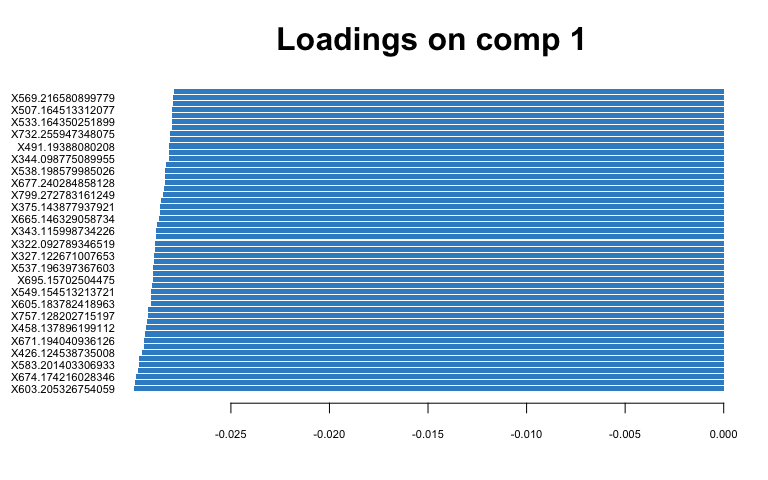 Loadings on comp 1
X569.216580899779
X507.164513312077
X533.164350251899
X732.255947348075
X491.19388080208
X344.098775089955
X538.198579985026
X677.240284858128
X799.272783161249
X375.143877937921
X665.146329058734
X343.115998734226
X322.092789346519
X327.122671007653
X537.196397367603
X695.15702504475
X549.154513213721
X605.183782418963
X757.128202715197
X458.137896199112
X671.194040936126
X426.124538735008
X583.201403306933
X674.174216028346
X603.205326754059
-0.025 -0.020 -0.015 -0.010 -0.005 0.000